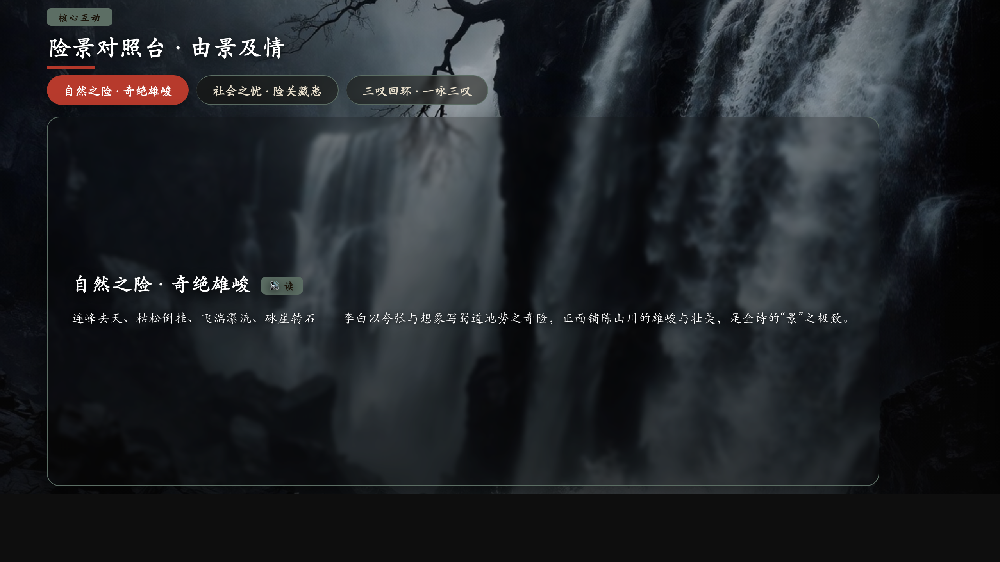 核心互动
险景对照台·由景及情
自然之险·奇绝雄峻
社会之忧·险关藏患
三叹回环·一咏三叹
自然之险·奇绝雄峻
读
连峰去天、枯松倒挂、飞湍瀑流、砯崖转石——李白以夸张与想象写蜀道地势之奇险，正面铺陈山川的雄峻与壮美，是全诗的“景”之极致。